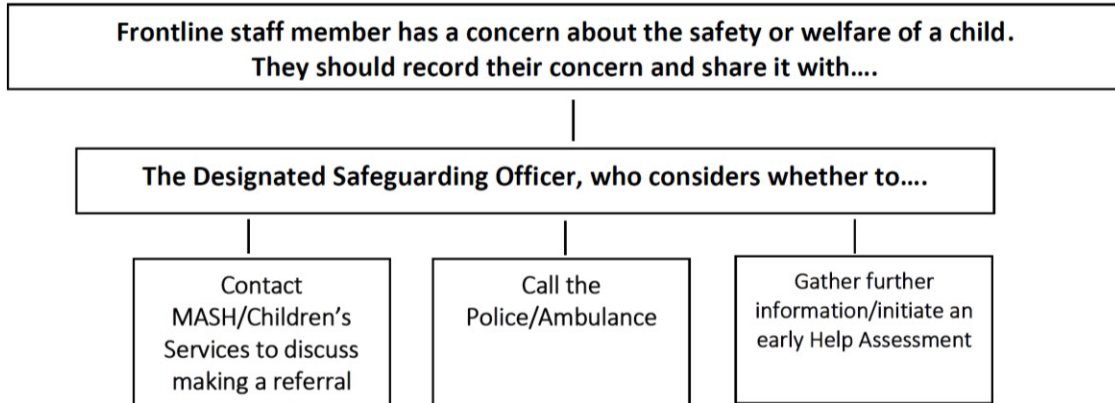 Frontline staff member has a concern about the safety or welfare of a child.
They should record their concern and share it with....
The Designated Safeguarding Officer, who considers whether to....
Contact
MASH/Children's
Services to discuss
making a referral
Call the
Police/Ambulance
Gather further
information/initiate an
early Help Assessment